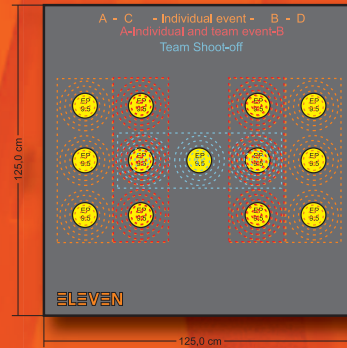 A - C - Individual event - B - D
A-Individual and team event-B
Team Shoot-off
EP 9.5 EP 9.5 EP 9.5 EP 9.5
EP 9.5 EP 9.5 EP 9.5 EP 9.5 EP 9.5
EP 9.5 EP 9.5 EP 9.5 EP 9.5
125,0 cm
ELEVEN
125,0 cm